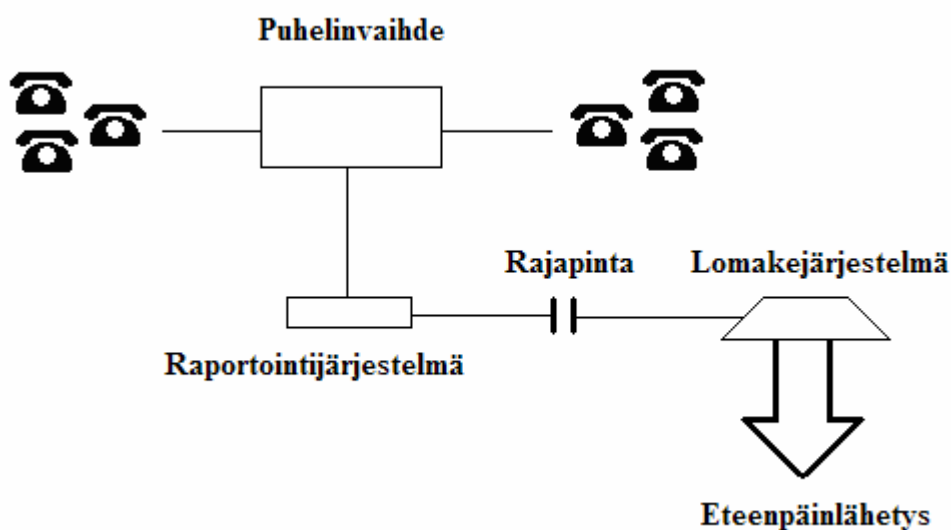 Puhelinvaihde
Rajapinta
Lomakejärjestelmä
Raportointijärjestelmä
Eteenpäinlähetys